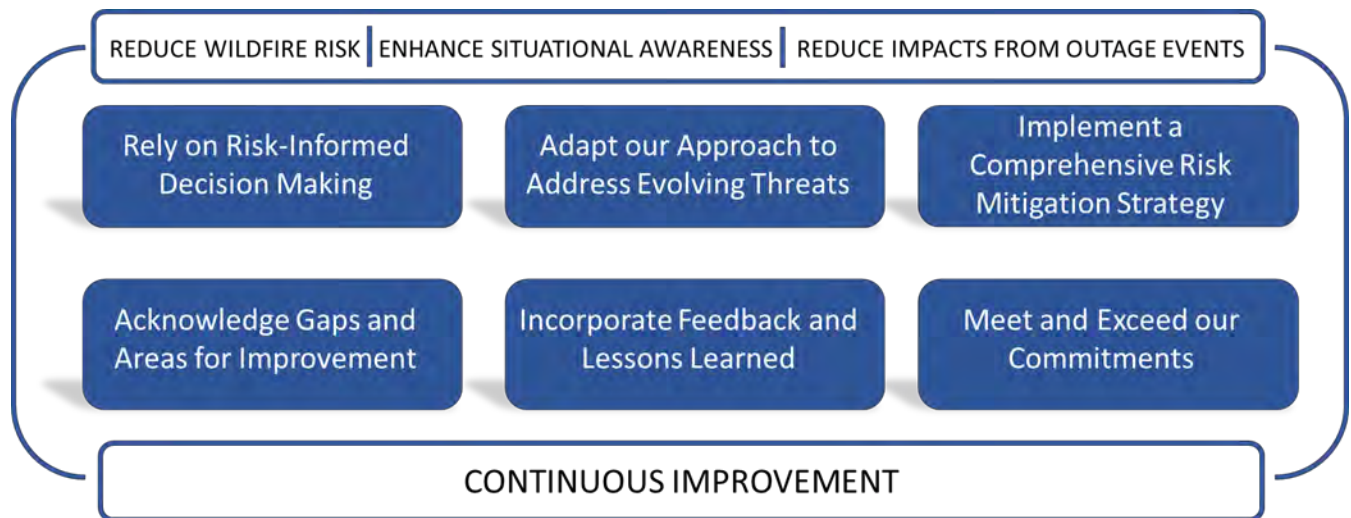 REDUCE WILDFIRE RISK | ENHANCE SITUATIONAL AWARENESS | REDUCE IMPACTS FROM OUTAGE EVENTS
Rely on Risk-Informed
Decision Making
Adapt our Approach to
Address Evolving Threats
Implement a
Comprehensive Risk
Mitigation Strategy
Acknowledge Gaps and
Areas for Improvement
Incorporate Feedback and
Lessons Learned
Meet and Exceed our
Commitments
CONTINUOUS IMPROVEMENT